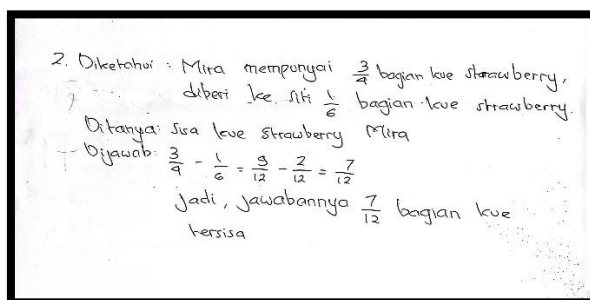 2. Diketahui : Mira mempunyai 3/4 bagian kue strawberry,
diberi ke siti 1/6 bagian kue strawberry.
Ditanya: Sisa kue strawberry Mira
Dijawab: 3/4 - 1/6 = 9/12 - 2/12 = 7/12
jadi, jawabannya 7/12 bagian kue
tersisa